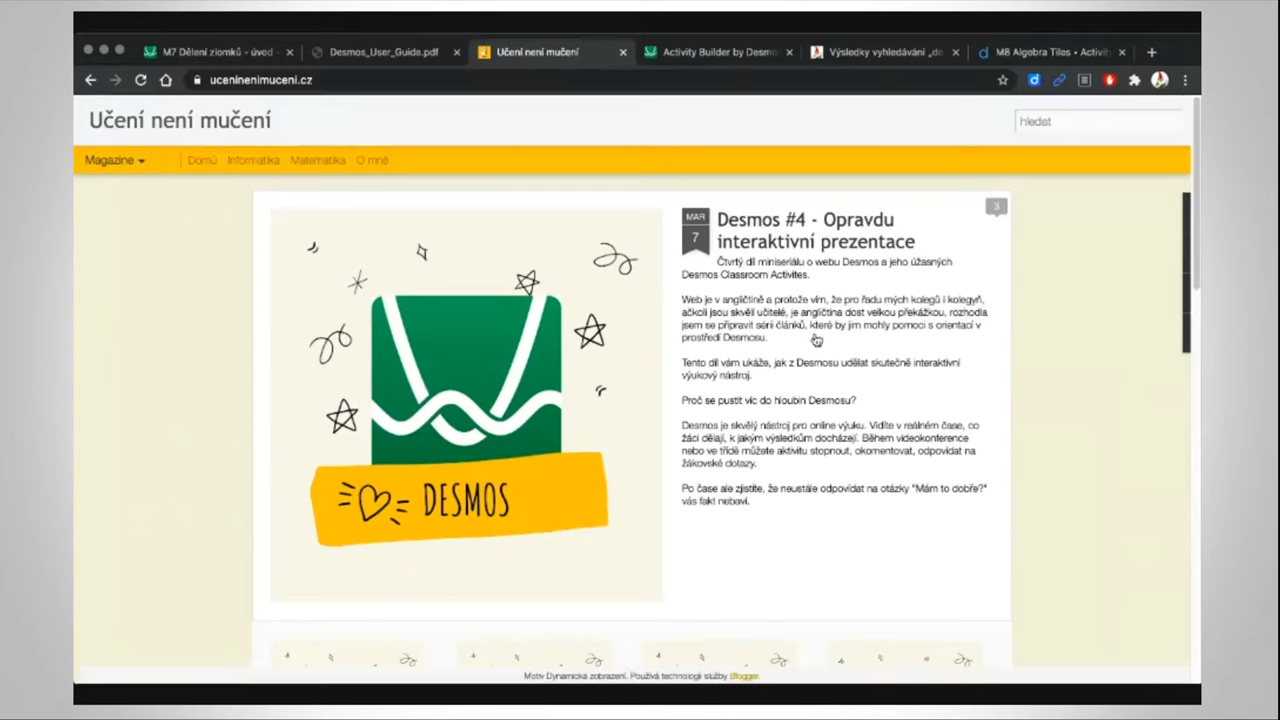 M7 Dělení zlomků - úvod
Desmos_User_Guide.pdf
Učení není mučení
Activity Builder by Desmo
Výsledky vyhledávání „de
M8 Algebra Tiles • Activit
uceninenimuceni.cz
Učení není mučení
hledat
Magazine
Domů
Informatika
Matematika
O mně
3
MAR
7
Desmos #4 - Opravdu
interaktivní prezentace
Čtvrtý díl miniseriálu o webu Desmos a jeho úžasných
Desmos Classroom Activites.
Web je v angličtině a protože vím, že pro řadu mých kolegů i kolegyň,
ačkoli jsou skvělí učitelé, je angličtina dost velkou překážkou, rozhodla
jsem se připravit sérii článků, které by jim mohly pomoci s orientací v
prostředí Desmosu.
Tento díl vám ukáže, jak z Desmosu udělat skutečně interaktivní
výukový nástroj.
Proč se pustit víc do hloubin Desmosu?
Desmos je skvělý nástroj pro online výuku. Vidíte v reálném čase, co
žáci dělají, k jakým výsledkům docházejí. Během videokonference
nebo ve třídě můžete aktivitu stopnout, okomentovat, odpovídat na
žákovské dotazy.
Po čase ale zjistíte, že neustále odpovídat na otázky "Mám to dobře?"
vás fakt nebaví.
DESMOS
Motiv Dynamická zobrazení. Používá technologii služby Blogger.